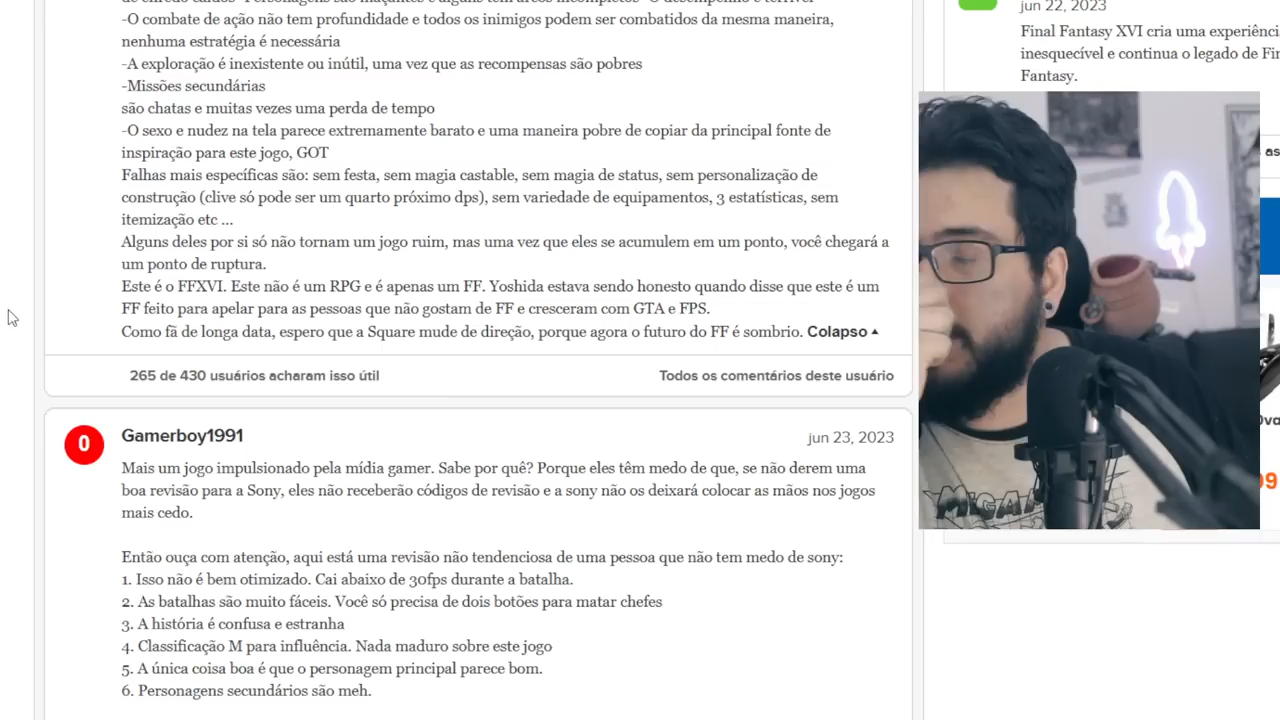 -O combate de ação não tem profundidade e todos os inimigos podem ser combatidos da mesma maneira,
nenhuma estratégia é necessária
-A exploração é inexistente ou inútil, uma vez que as recompensas são pobres
-Missões secundárias
são chatas e muitas vezes uma perda de tempo
-O sexo e nudez na tela parece extremamente barato e uma maneira pobre de copiar da principal fonte de
inspiração para este jogo, GOT
Falhas mais específicas são: sem festa, sem magia castable, sem magia de status, sem personalização de
construção (clive só pode ser um quarto próximo dps), sem variedade de equipamentos, 3 estatísticas, sem
itemização etc ...
Alguns deles por si só não tornam um jogo ruim, mas uma vez que eles se acumulem em um ponto, você chegará a
um ponto de ruptura.
Este é o FFXVI. Este não é um RPG e é apenas um FF. Yoshida estava sendo honesto quando disse que este é um
FF feito para apelar para as pessoas que não gostam de FF e cresceram com GTA e FPS.
Como fã de longa data, espero que a Square mude de direção, porque agora o futuro do FF é sombrio. Colapso
265 de 430 usuários acharam isso útil
Todos os comentários deste usuário
0
Gamerboy1991
jun 23, 2023
Mais um jogo impulsionado pela mídia gamer. Sabe por quê? Porque eles têm medo de que, se não derem uma
boa revisão para a Sony, eles não receberão códigos de revisão e a sony não os deixará colocar as mãos nos jogos
mais cedo.
Então ouça com atenção, aqui está uma revisão não tendenciosa de uma pessoa que não tem medo de sony:
1. Isso não é bem otimizado. Cai abaixo de 30fps durante a batalha.
2. As batalhas são muito fáceis. Você só precisa de dois botões para matar chefes
3. A história é confusa e estranha
4. Classificação M para influência. Nada maduro sobre este jogo
5. A única coisa boa é que o personagem principal parece bom.
6. Personagens secundários são meh.
jun 22, 2023
Final Fantasy XVI cria uma
inesquecível e continua o legado de
Fantasy.